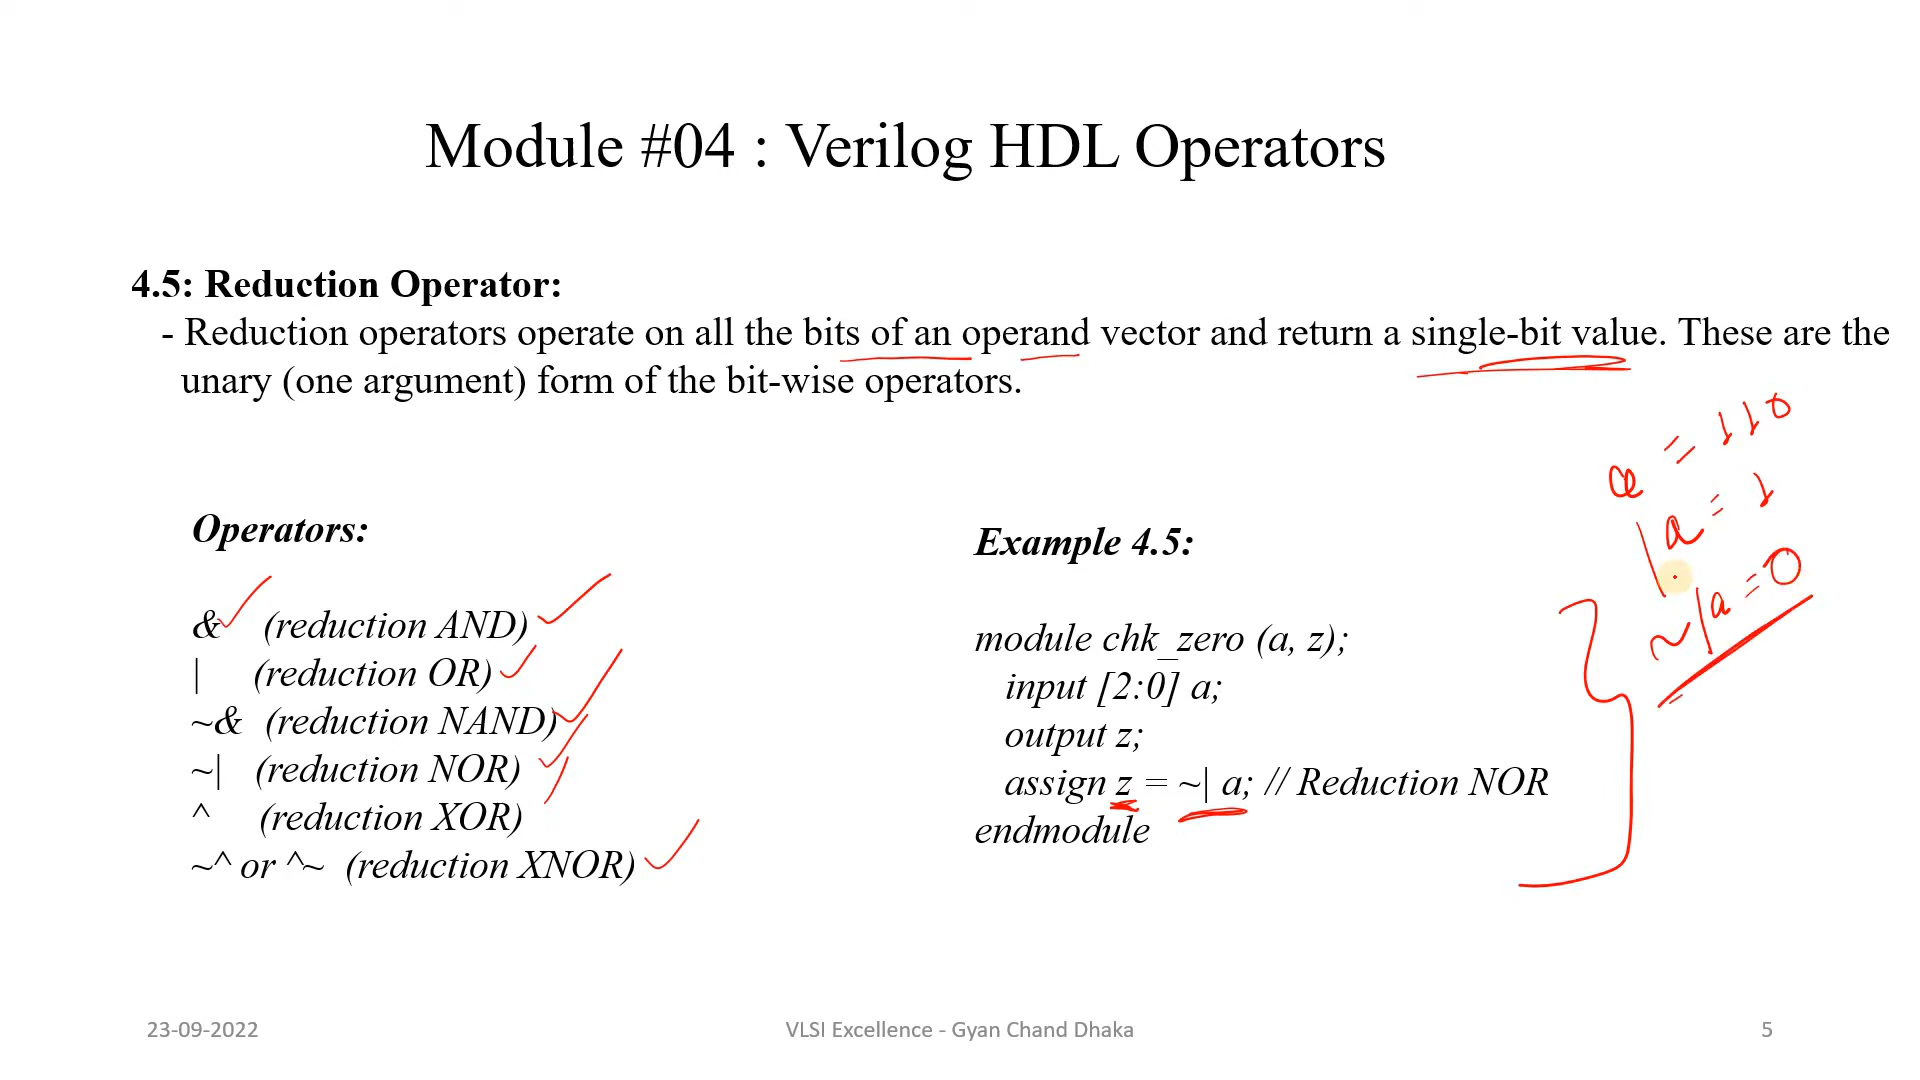 Module #04 : Verilog HDL Operators
4.5: Reduction Operator:
- Reduction operators operate on all the bits of an operand vector and return a single-bit value. These are the
unary (one argument) form of the bit-wise operators.
a = 110
|a = 1
~|a = 0
Operators:
& (reduction AND)
| (reduction OR)
~& (reduction NAND)
~| (reduction NOR)
^ (reduction XOR)
~^ or ^~ (reduction XNOR)
Example 4.5:
module chk_zero (a, z);
input [2:0] a;
output z;
assign z = ~| a; // Reduction NOR
endmodule
23-09-2022
VLSI Excellence - Gyan Chand Dhaka
5